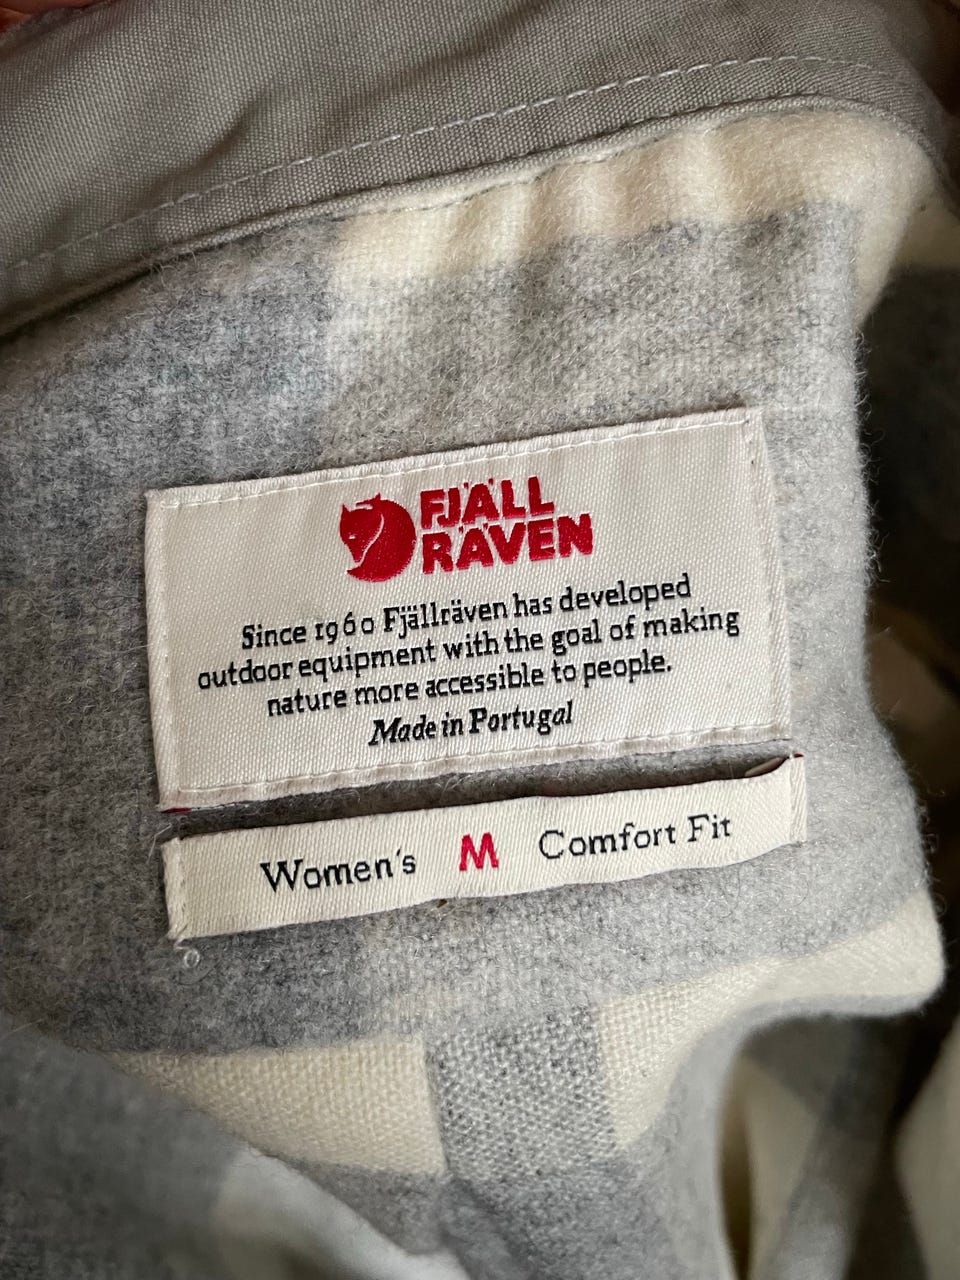 FJÄLL
RÄVEN
Since 1960 Fjällräven has developed
outdoor equipment with the goal of making
nature more accessible to people.
Made in Portugal
Women's M Comfort Fit